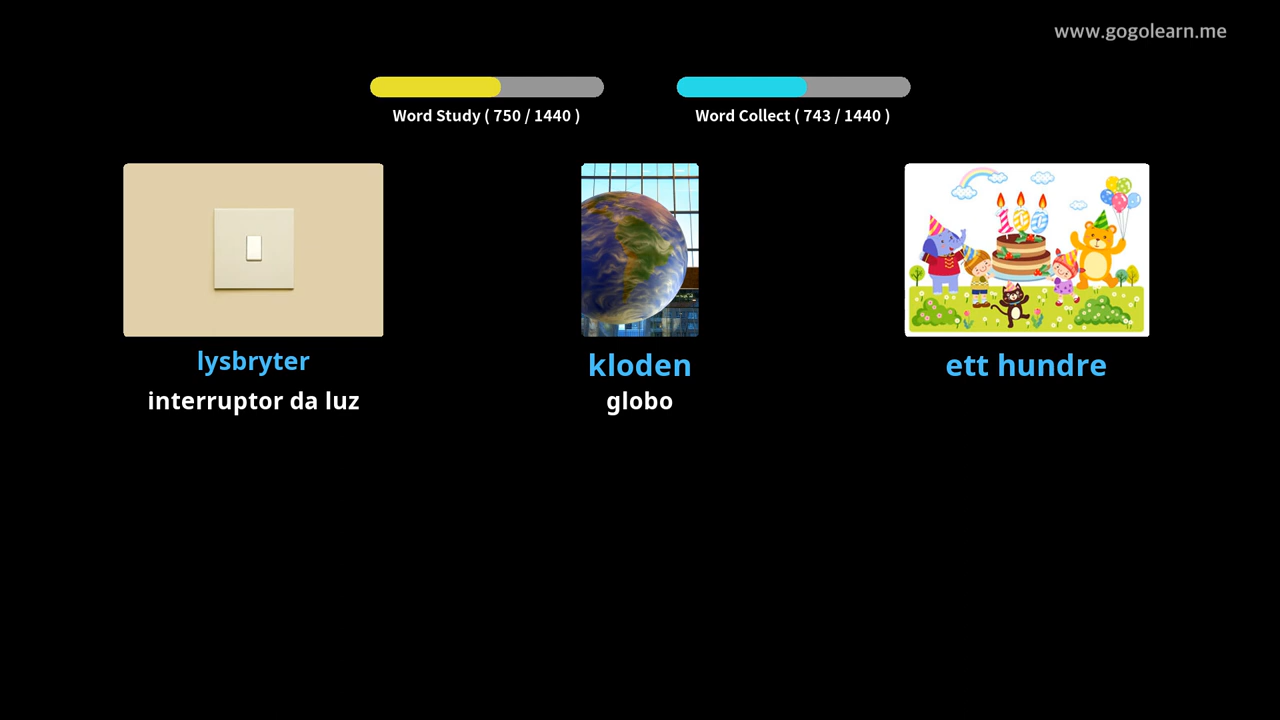 www.gogolearn.me
Word Study ( 750 / 1440 )
Word Collect ( 743 / 1440 )
100
lysbryter
interruptor da luz
kloden
globo
ett hundre